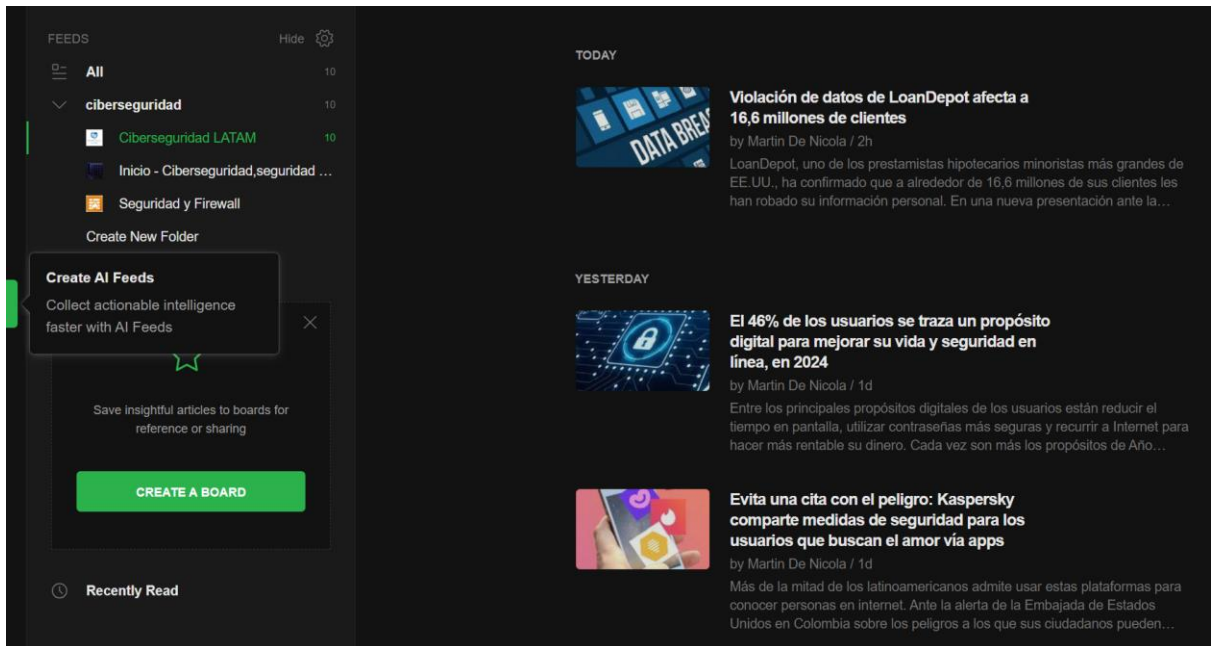 FEEDS
Hide
All
10
ciberseguridad
10
Ciberseguridad LATAM
10
Inicio - Ciberseguridad,seguridad ...
Seguridad y Firewall
Create New Folder
Create AI Feeds
Collect actionable intelligence
faster with AI Feeds
Save insightful articles to boards for
reference or sharing
CREATE A BOARD
Recently Read
TODAY
DATA BREA
Violación de datos de LoanDepot afecta a
16,6 millones de clientes
by Martin De Nicola / 2h
LoanDepot, uno de los prestamistas hipotecarios minoristas más grandes de
EE.UU., ha confirmado que a alrededor de 16,6 millones de sus clientes les
han robado su información personal. En una nueva presentación ante la...
YESTERDAY
El 46% de los usuarios se traza un propósito
digital para mejorar su vida y seguridad en
línea, en 2024
by Martin De Nicola / 1d
Entre los principales propósitos digitales de los usuarios están reducir el
tiempo en pantalla, utilizar contraseñas más seguras y recurrir a Internet para
hacer más rentable su dinero. Cada vez son más los propósitos de Año...
Evita una cita con el peligro: Kaspersky
comparte medidas de seguridad para los
usuarios que buscan el amor vía apps
by Martin De Nicola / 1d
Más de la mitad de los latinoamericanos admite usar estas plataformas para
conocer personas en internet. Ante la alerta de la Embajada de Estados
Unidos en Colombia sobre los peligros a los que sus ciudadanos pueden...